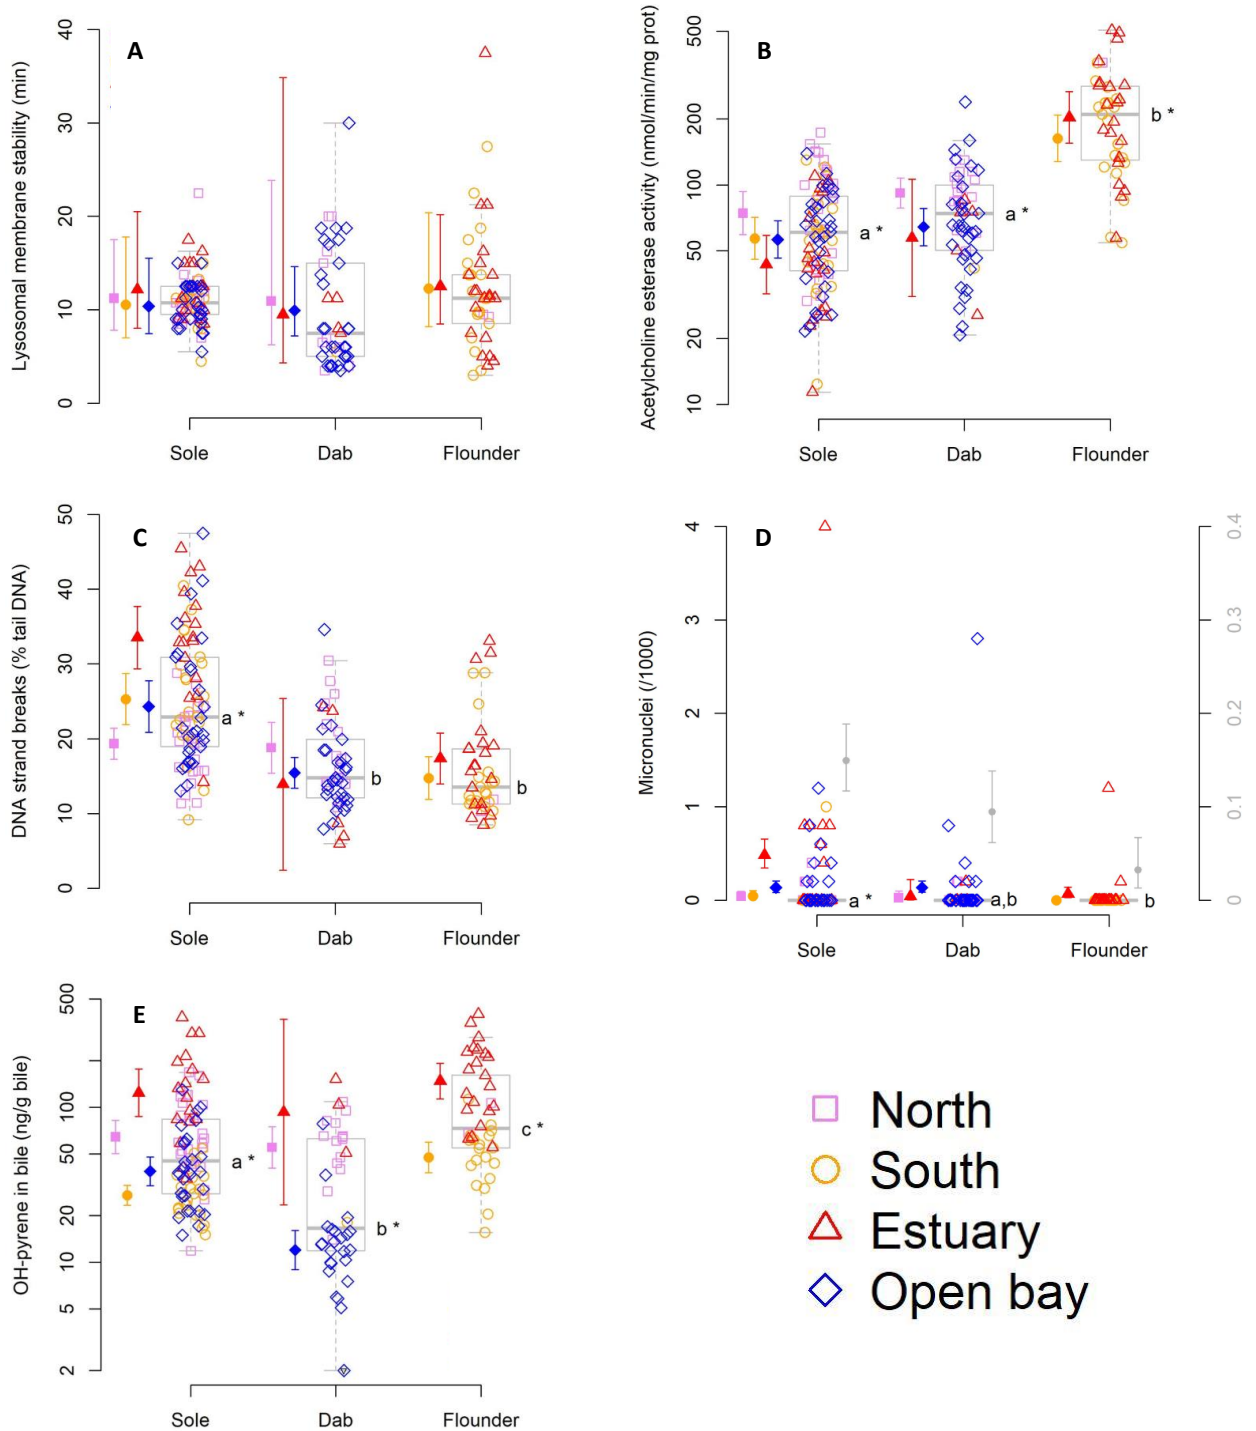 A
Lysosomal membrane stability (min)
40
30
20
10
0
Sole Dab Flounder
B
Acetylcholine esterase activity (nmol/min/mg prot)
500
200
100
50
20
10
a *
a *
b *
Sole Dab Flounder
C
DNA strand breaks (% tail DNA)
50
40
30
20
10
0
a *
b
b
Sole Dab Flounder
D
Micronuclei (/1000)
4
3
2
1
0
0.4
0.3
0.2
0.1
0
a *
a,b
b
Sole Dab Flounder
E
OH-pyrene in bile (ng/g bile)
500
100
50
20
10
5
2
a *
b *
c *
Sole Dab Flounder
North
South
Estuary
Open bay